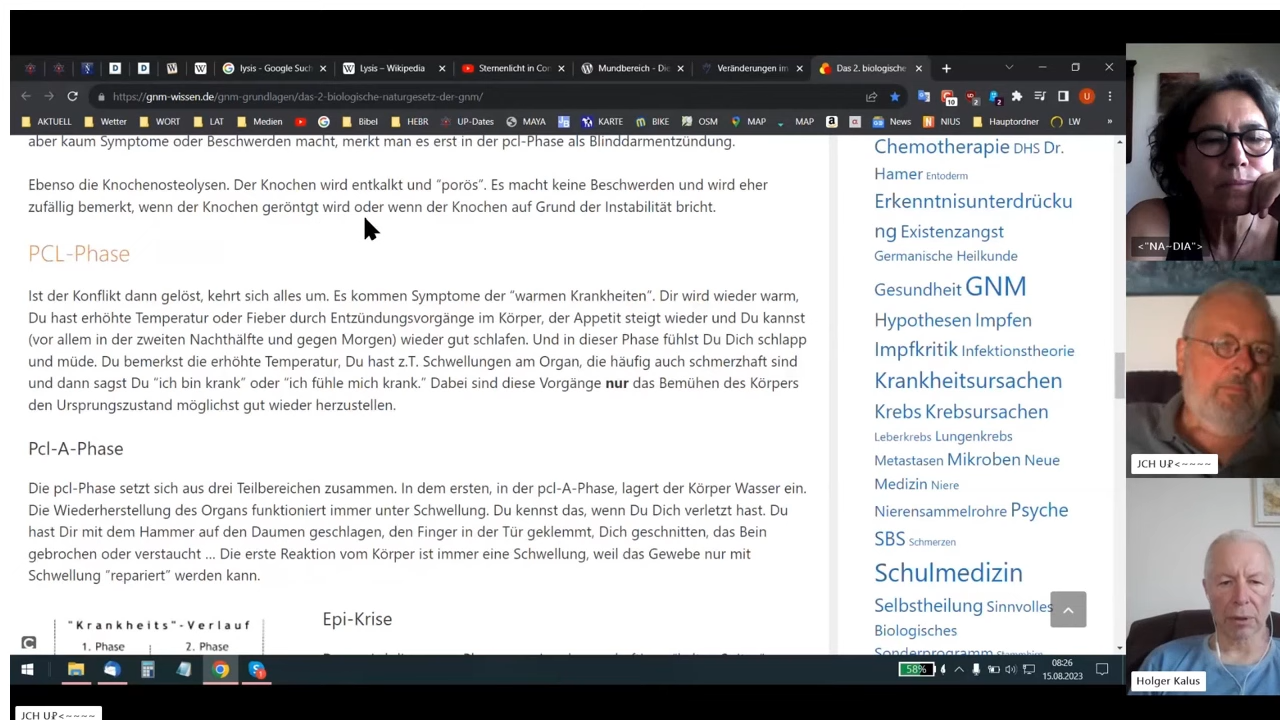 lysis - Google Such
Lysis – Wikipedia
Sternenlicht in Cor
Mundbereich - Die
Veränderungen im
Das 2. biologische
https://gnm-wissen.de/gnm-grundlagen/das-2-biologische-naturgesetz-der-gnm/
AKTUELL Wetter WORT LAT Medien Bibel HEBR UP-Dates MAYA KARTE BIKE OSM MAP MAP News NIUS Hauptordner LW »
aber kaum Symptome oder Beschwerden macht, merkt man es erst in der pcl-Phase als Blinddarmentzündung.
Ebenso die Knochenosteolysen. Der Knochen wird entkalkt und “porös”. Es macht keine Beschwerden und wird eher
zufällig bemerkt, wenn der Knochen geröntgt wird oder wenn der Knochen auf Grund der Instabilität bricht.
PCL-Phase
Ist der Konflikt dann gelöst, kehrt sich alles um. Es kommen Symptome der “warmen Krankheiten”. Dir wird wieder warm,
Du hast erhöhte Temperatur oder Fieber durch Entzündungsvorgänge im Körper, der Appetit steigt wieder und Du kannst
(vor allem in der zweiten Nachthälfte und gegen Morgen) wieder gut schlafen. Und in dieser Phase fühlst Du Dich schlapp
und müde. Du bemerkst die erhöhte Temperatur, Du hast z.T. Schwellungen am Organ, die häufig auch schmerzhaft sind
und dann sagst Du “ich bin krank” oder “ich fühle mich krank.” Dabei sind diese Vorgänge nur das Bemühen des Körpers
den Ursprungszustand möglichst gut wieder herzustellen.
Pcl-A-Phase
Die pcl-Phase setzt sich aus drei Teilbereichen zusammen. In dem ersten, in der pcl-A-Phase, lagert der Körper Wasser ein.
Die Wiederherstellung des Organs funktioniert immer unter Schwellung. Du kennst das, wenn Du Dich verletzt hast. Du
hast Dir mit dem Hammer auf den Daumen geschlagen, den Finger in der Tür geklemmt, Dich geschnitten, das Bein
gebrochen oder verstaucht … Die erste Reaktion vom Körper ist immer eine Schwellung, weil das Gewebe nur mit
Schwellung “repariert” werden kann.
"Krankheits"-Verlauf
1. Phase 2. Phase
Epi-Krise
Chemotherapie DHS Dr.
Hamer Entoderm
Erkenntnisunterdrücku
ng Existenzangst
Germanische Heilkunde
Gesundheit GNM
Hypothesen Impfen
Impfkritik Infektionstheorie
Krankheitsursachen
Krebs Krebsursachen
Leberkrebs Lungenkrebs
Metastasen Mikroben Neue
Medizin Niere
Nierensammelrohre Psyche
SBS Schmerzen
Schulmedizin
Selbstheilung Sinnvolles
Biologisches
Sonderprogramm Stammhirn
58%
08:26
15.08.2023
<"NA~DIA">
JCH UP<~~~~
Holger Kalus
JCH UP<~~~~